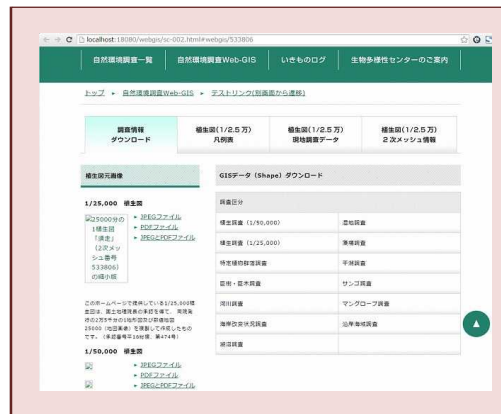 localhost:18080/webgis/sc-002.html#webgis/533806
自然環境調査一覧
自然環境調査Web-GIS
いきものログ
生物多様性センターのご案内
トップ ▸ 自然環境調査Web-GIS ▸ テストリンク(別画面から遷移)
調査情報
ダウンロード
植生図(1/2.5万)
凡例表
植生図(1/2.5万)
現地調査データ
植生図(1/2.5万)
2次メッシュ情報
植生図元画像
1/25,000 植生図
25000分の
1植生図
（2次メッ
シュ番号
533806）
の縮小版
▸ JPEGファイル
▸ PDFファイル
▸ JPEGとPDFファイル
このホームページで提供している1/25,000植
生図は、国土地理院長の承認を得て、同院発
行の2万5千分の1地形図及び数値地図
25000（地図画像）を複製して作成したもの
です。（承認番号平16総複、第474号）
1/50,000 植生図
▸ JPEGファイル
▸ PDFファイル
▸ JPEGとPDFファイル
GISデータ（Shape）ダウンロード
調査区分
植生調査（1/50,000）
湿地調査
植生調査（1/25,000）
藻場調査
特定植物群落調査
干潟調査
巨樹・巨木調査
サンゴ調査
河川調査
マングローブ調査
海岸改変状況調査
沿岸海域調査
湖沼調査